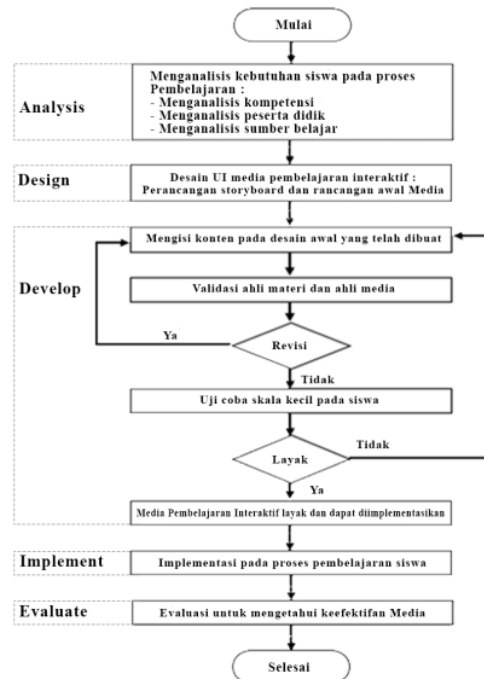 Mulai
Analysis
Menganalisis kebutuhan siswa pada proses
Pembelajaran :
- Menganalisis kompetensi
- Menganalisis peserta didik
- Menganalisis sumber belajar
Design
Desain UI media pembelajaran interaktif :
Perancangan storyboard dan rancangan awal Media
Develop
Mengisi konten pada desain awal yang telah dibuat
Validasi ahli materi dan ahli media
Ya
Revisi
Tidak
Uji coba skala kecil pada siswa
Layak
Tidak
Ya
Media Pembelajaran Interaktif layak dan dapat diimplementasikan
Implement
Implementasi pada proses pembelajaran siswa
Evaluate
Evaluasi untuk mengetahui keefektifan Media
Selesai